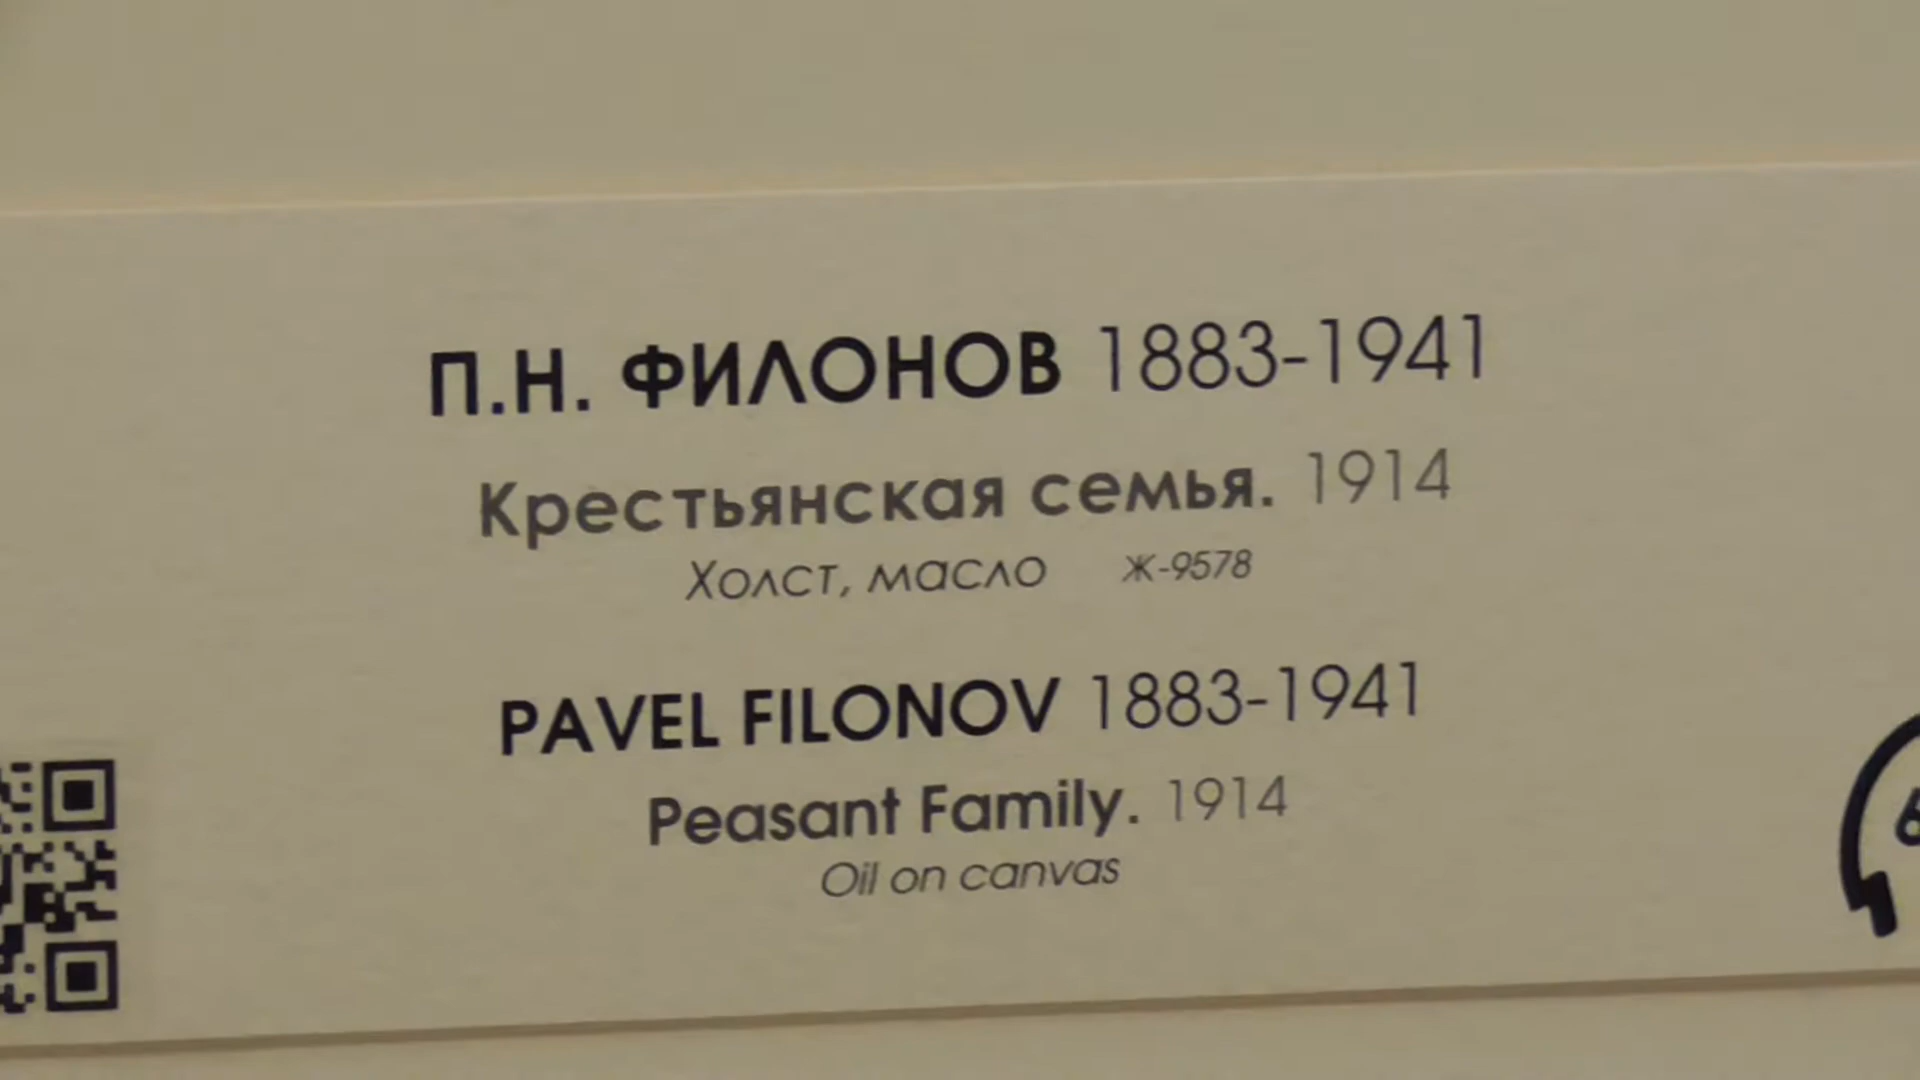 П.Н. ФИЛОНОВ 1883-1941
Крестьянская семья. 1914
Холст, масло Ж-9578
PAVEL FILONOV 1883-1941
Peasant Family. 1914
Oil on canvas